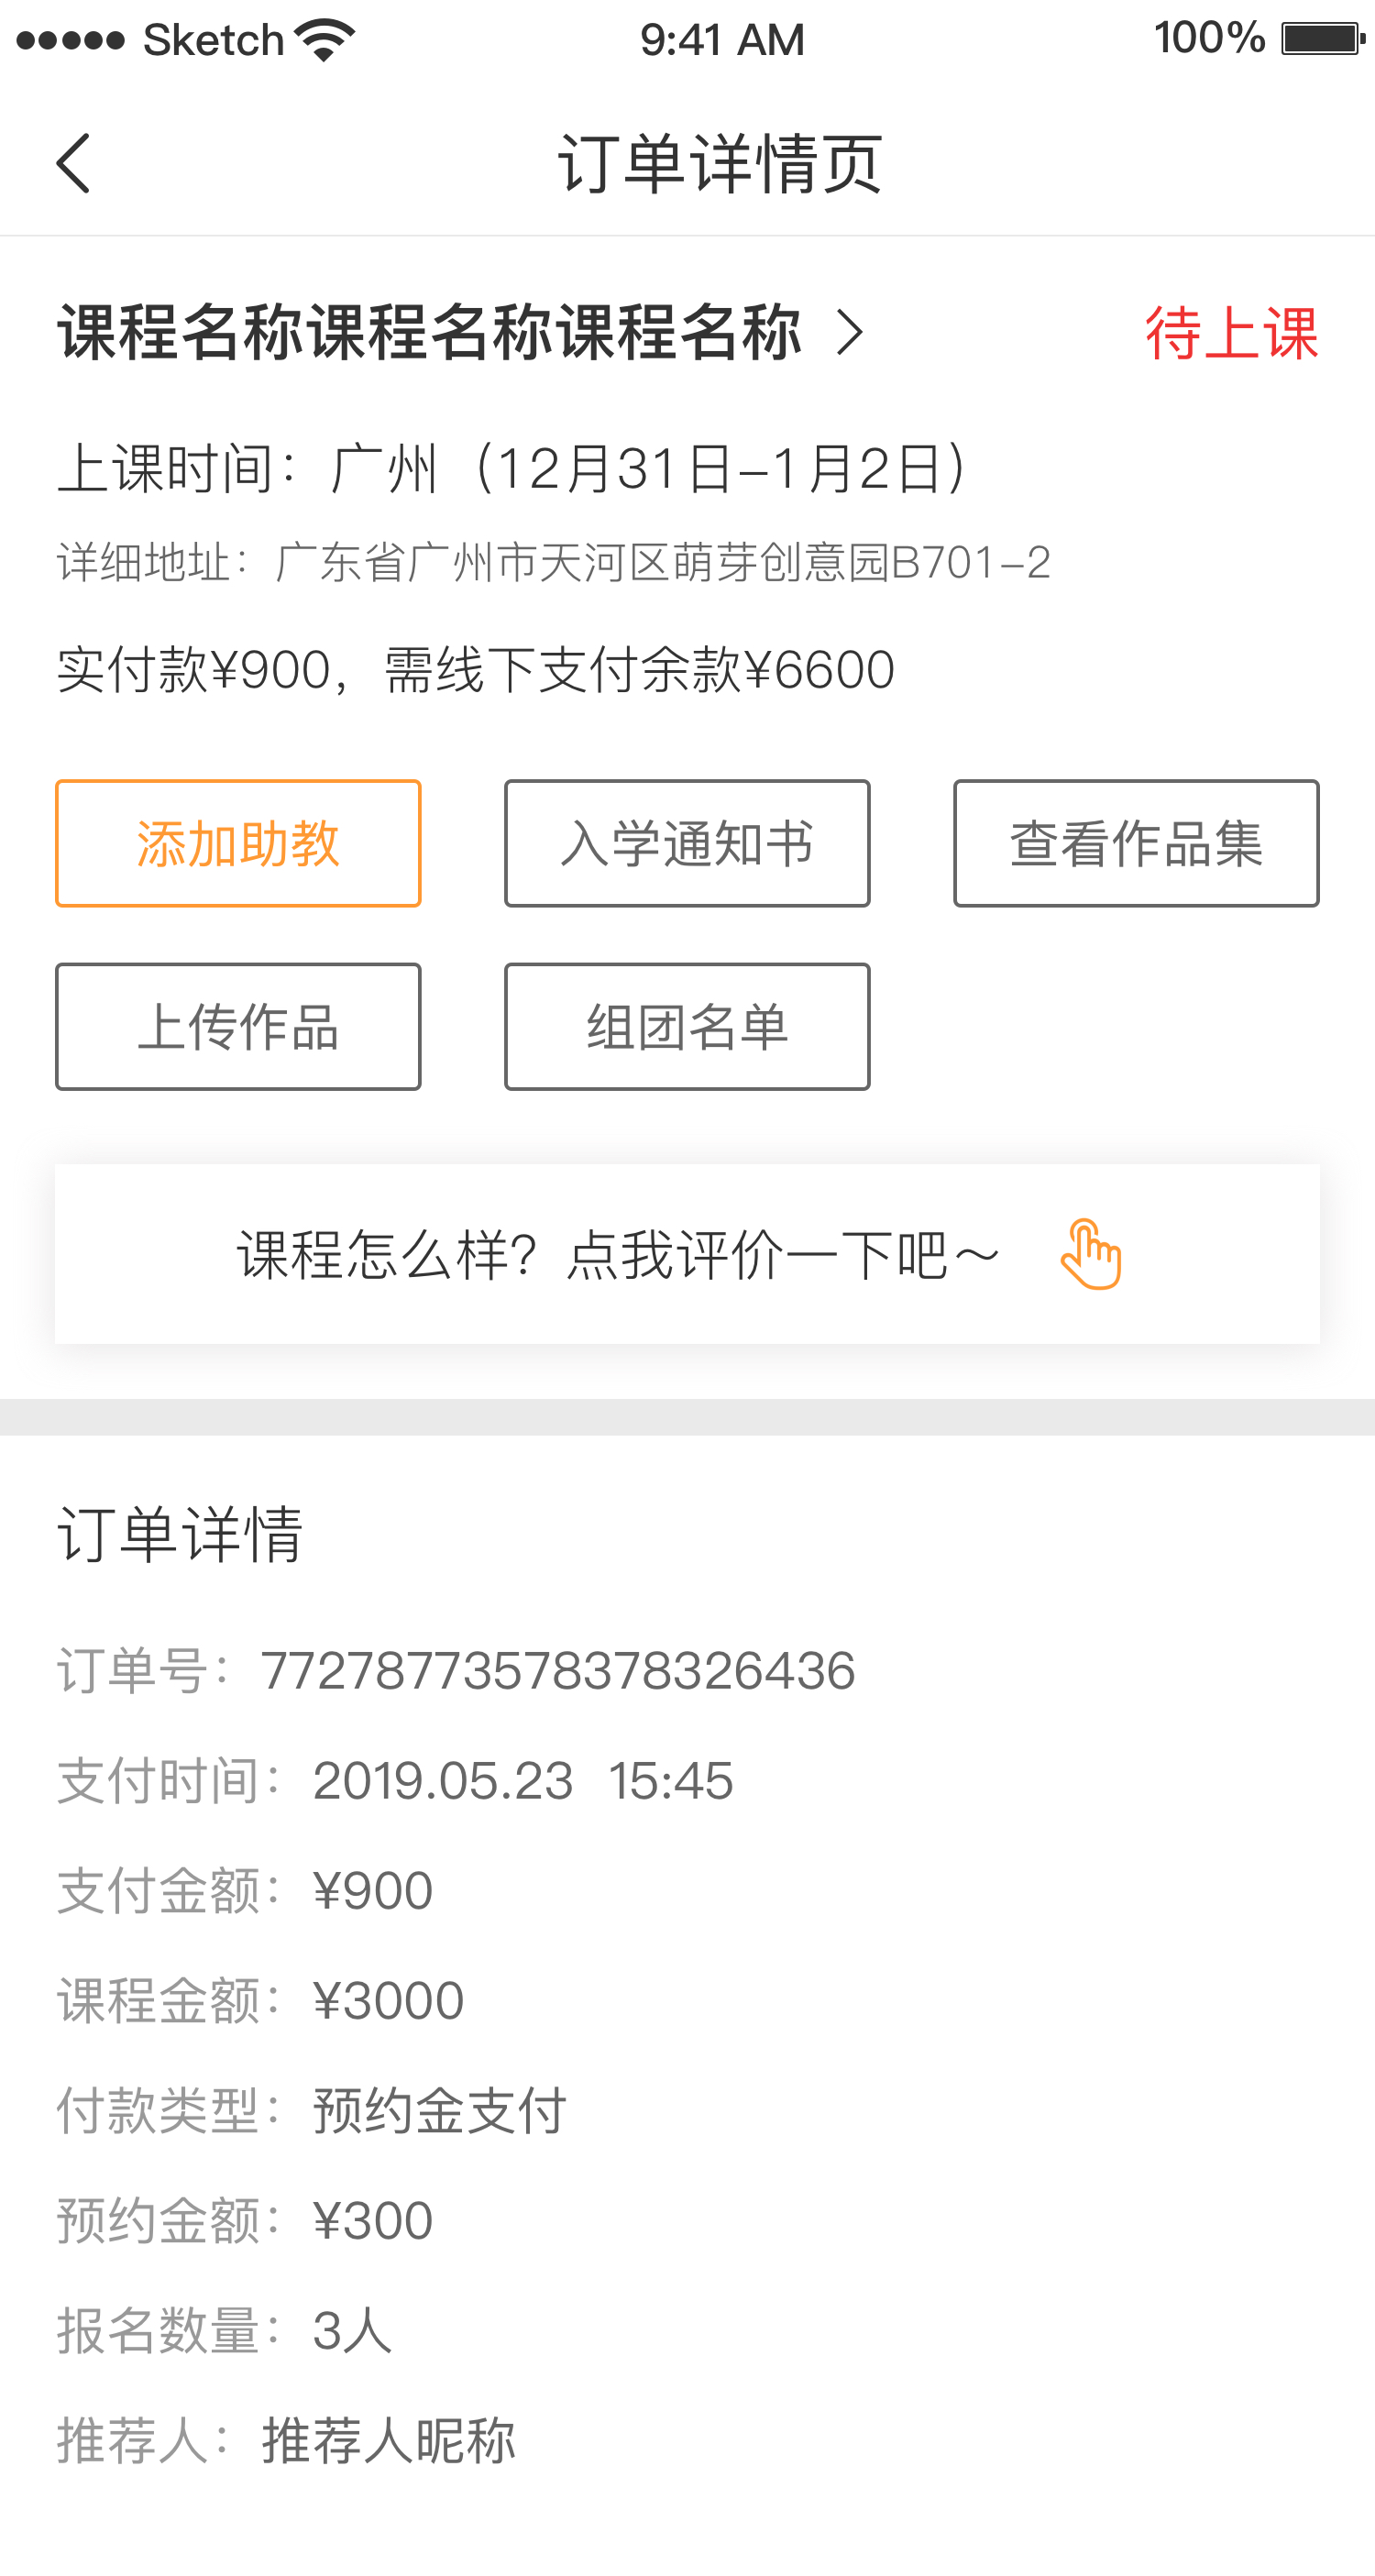 Sketch 9:41 AM 100%
订单详情页
课程名称课程名称课程名称 待上课
上课时间：广州（12月31日-1月2日）
详细地址：广东省广州市天河区萌芽创意园B701-2
实付款¥900，需线下支付余款¥6600
添加助教 入学通知书 查看作品集
上传作品 组团名单
课程怎么样？点我评价一下吧～
订单详情
订单号：77278773578378326436
支付时间：2019.05.23 15:45
支付金额：¥900
课程金额：¥3000
付款类型：预约金支付
预约金额：¥300
报名数量：3人
推荐人：推荐人昵称